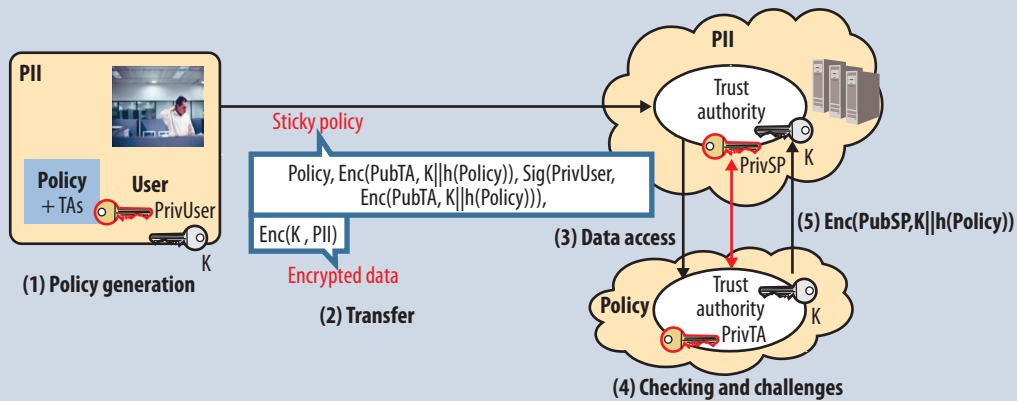 PII
Policy
+ TAs
User
PrivUser
K
(1) Policy generation
Sticky policy
Policy, Enc(PubTA, K||h(Policy)), Sig(PrivUser,
Enc(PubTA, K||h(Policy))),
Enc(K , PII)
Encrypted data
(2) Transfer
PII
Trust
authority
PrivSP
K
(3) Data access
(5) Enc(PubSP,K||h(Policy))
Policy
Trust
authority
PrivTA
K
(4) Checking and challenges